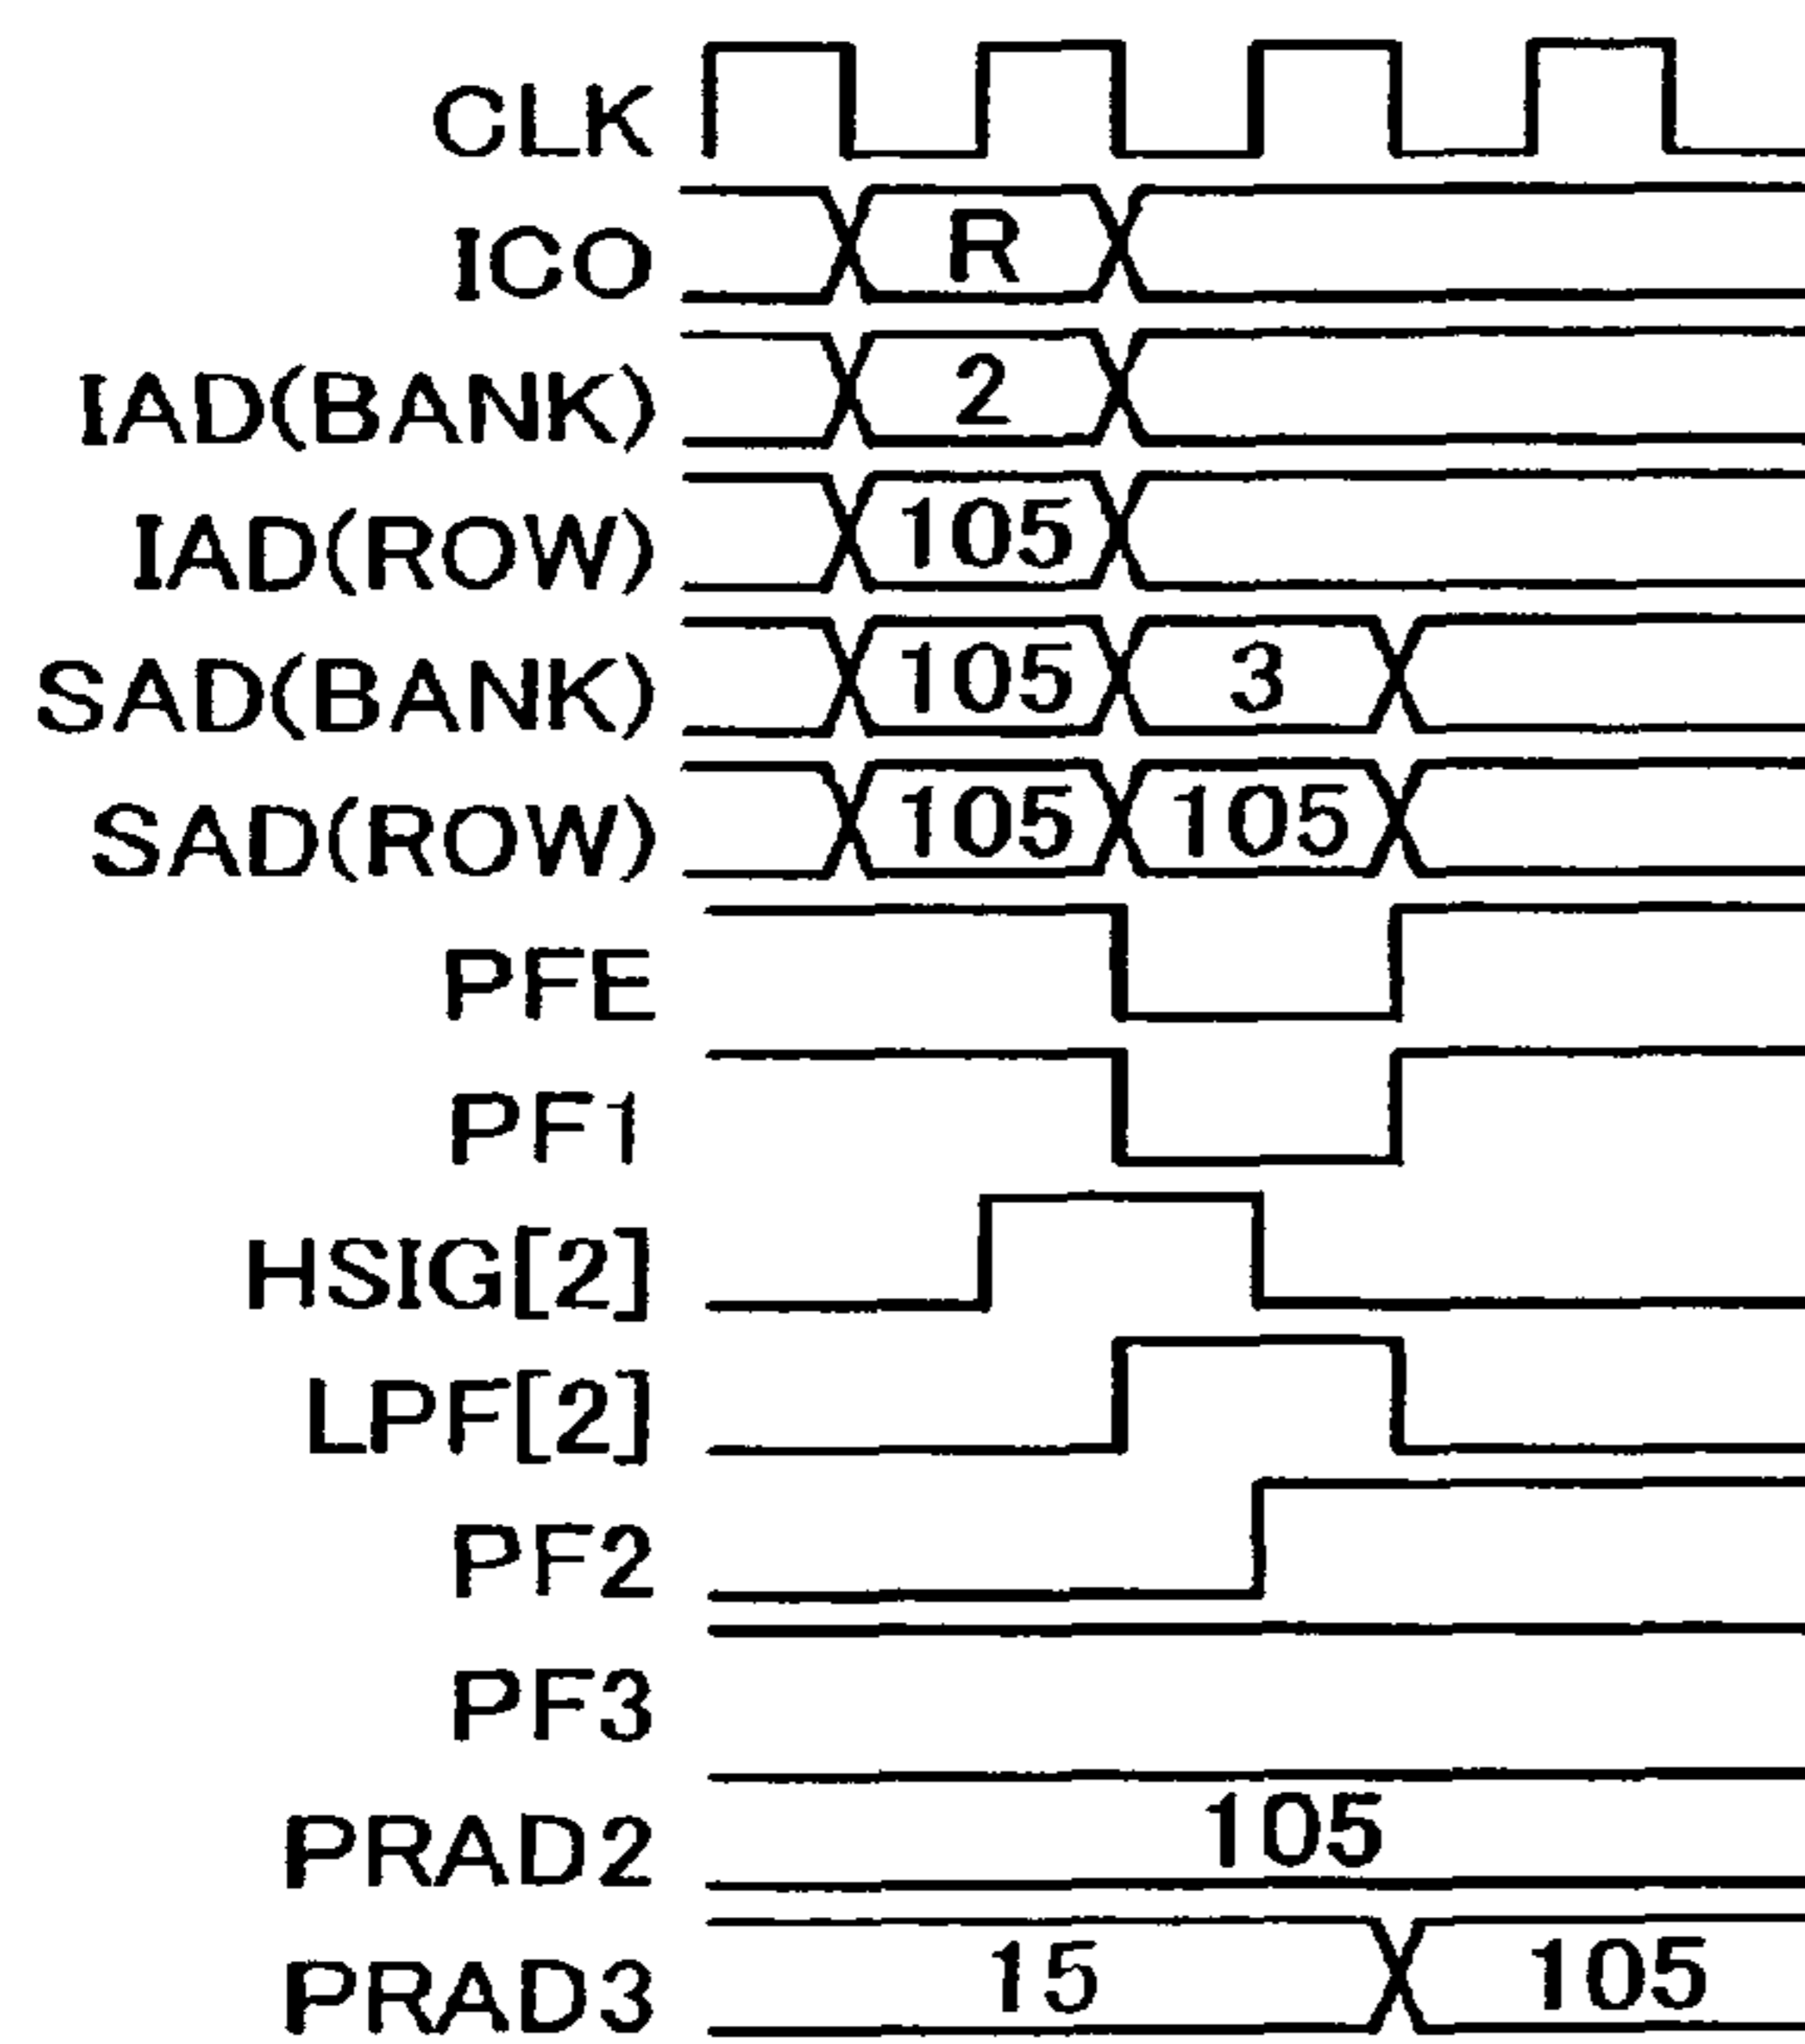 CLK
ICO R
IAD(BANK) 2
IAD(ROW) 105
SAD(BANK) 105 3
SAD(ROW) 105 105
PFE
PF1
HSIG[2]
LPF[2]
PF2
PF3
PRAD2 105
PRAD3 15 105